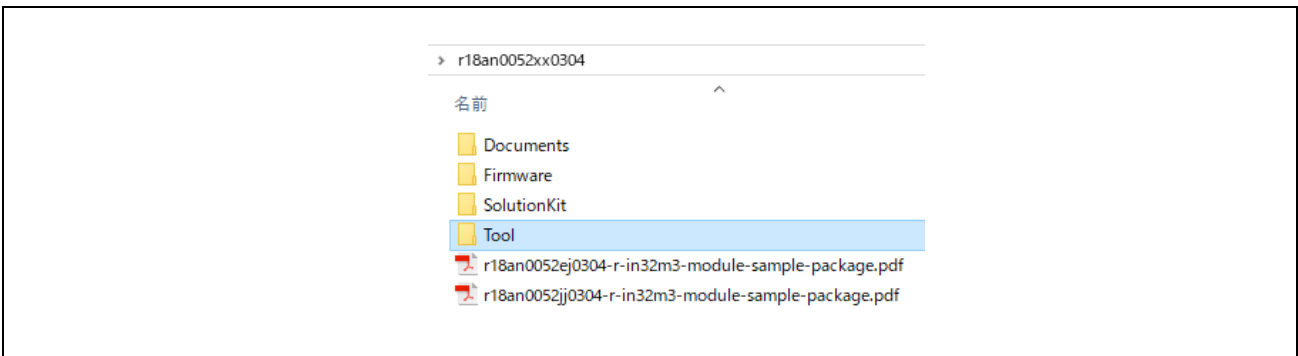 r18an0052xx0304
名前
Documents
Firmware
SolutionKit
Tool
r18an0052ej0304-r-in32m3-module-sample-package.pdf
r18an0052jj0304-r-in32m3-module-sample-package.pdf